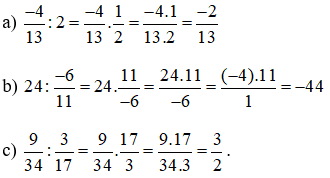 a) \frac{-4}{13} : 2 = \frac{-4}{13} . \frac{1}{2} = \frac{-4.1}{13.2} = \frac{-2}{13}
b) 24 : \frac{-6}{11} = 24 . \frac{11}{-6} = \frac{24.11}{-6} = \frac{(-4).11}{1} = -44
c) \frac{9}{34} : \frac{3}{17} = \frac{9}{34} . \frac{17}{3} = \frac{9.17}{34.3} = \frac{3}{2} .